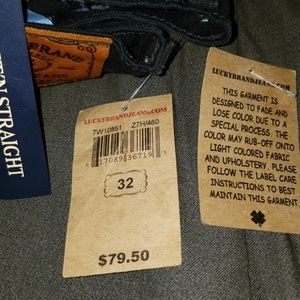 BRAND
EN STRAIGHT
LUCKYBRANDJEANS.COM
7W10851 Z7H/460
17089 36719
32
$79.50
LUCKYBRANDJEANS.COM
THIS GARMENT IS
DESIGNED TO FADE AND
LOSE COLOR DUE TO A
SPECIAL PROCESS. THE
COLOR MAY RUB-OFF ONTO
LIGHT COLORED FABRIC
AND UPHOLSTERY. PLEASE
FOLLOW THE LABEL CARE
INSTRUCTIONS TO BEST
MAINTAIN THIS GARMENT